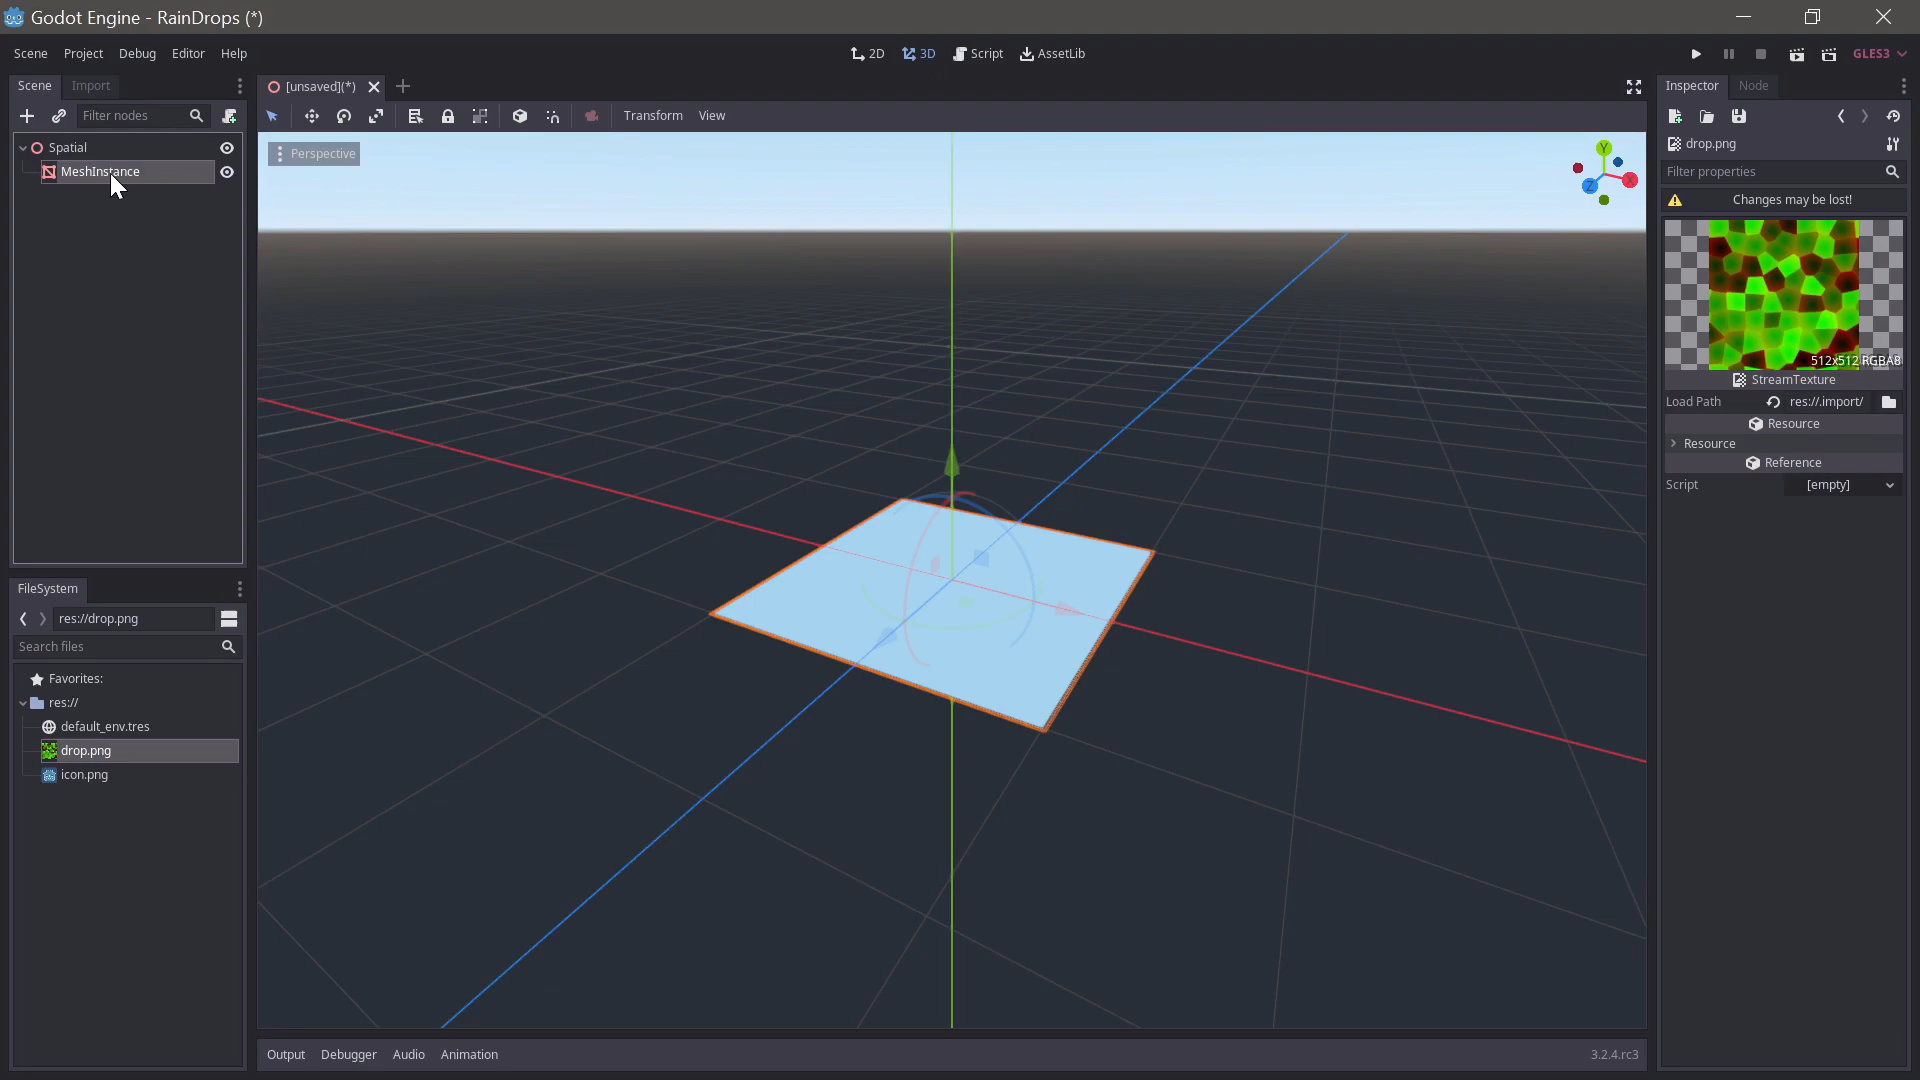 Godot Engine - RainDrops (*)
Scene Project Debug Editor Help
2D 3D Script AssetLib
GLES3
Scene Import
[unsaved](*)
Inspector Node
Filter nodes
Transform View
drop.png
Spatial
Perspective
Y
X
Z
MeshInstance
Filter properties
Changes may be lost!
512x512 RGBA8
StreamTexture
Load Path res://.import/
Resource
Resource
Reference
Script [empty]
FileSystem
res://drop.png
Search files
Favorites:
res://
default_env.tres
drop.png
icon.png
Output Debugger Audio Animation
3.2.4.rc3